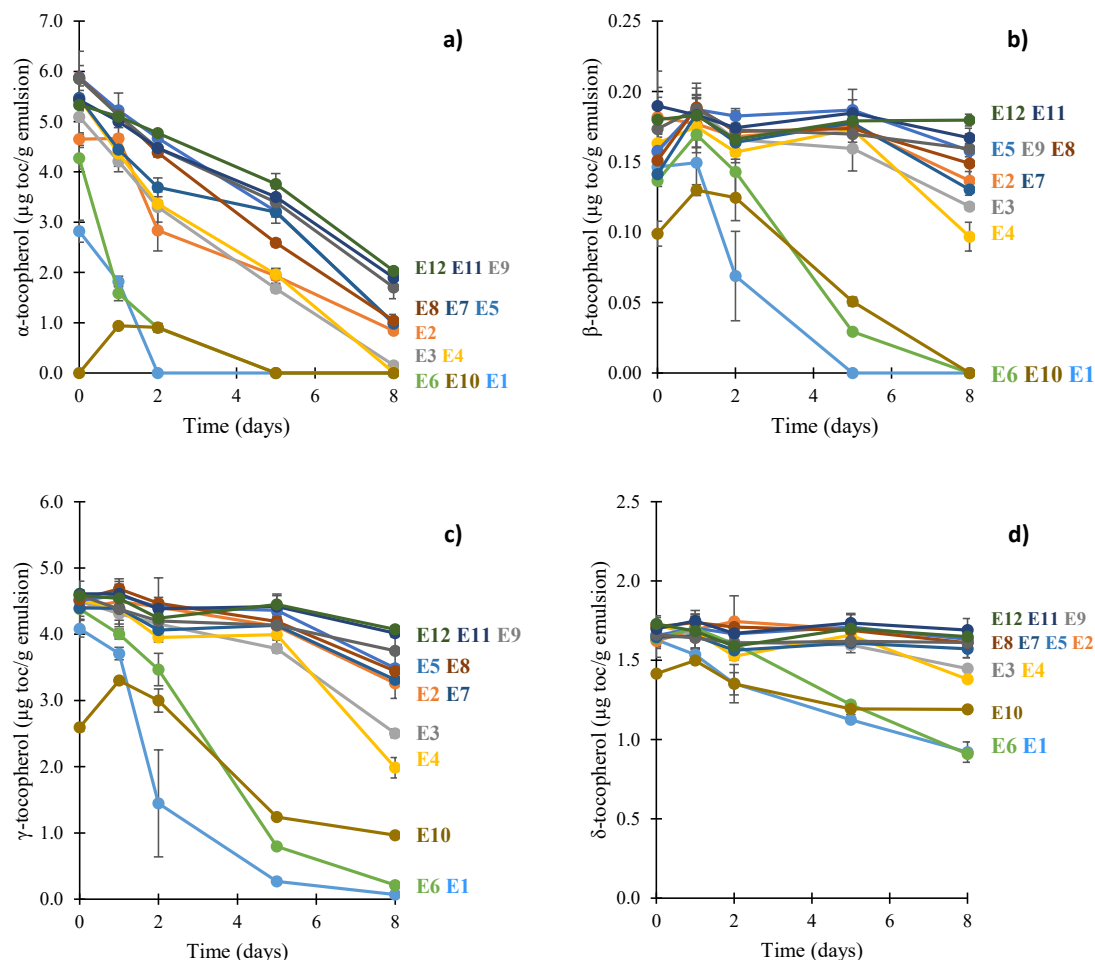 a)
α-tocopherol (µg toc/g emulsion)
7.0
6.0
5.0
4.0
3.0
2.0
1.0
0.0
0 2 4 6 8
Time (days)
E12 E11 E9
E8 E7 E5
E2
E3 E4
E6 E10 E1
b)
β-tocopherol (µg toc/g emulsion)
0.25
0.20
0.15
0.10
0.05
0.00
0 2 4 6 8
Time (days)
E12 E11
E5 E9 E8
E2 E7
E3
E4
E6 E10 E1
c)
γ-tocopherol (µg toc/g emulsion)
6.0
5.0
4.0
3.0
2.0
1.0
0.0
0 2 4 6 8
Time (days)
E12 E11 E9
E5 E8
E2 E7
E3
E4
E10
E6 E1
d)
δ-tocopherol (µg toc/g emulsion)
2.5
2.0
1.5
1.0
0.5
0.0
0 2 4 6 8
Time (days)
E12 E11 E9
E8 E7 E5 E2
E3 E4
E10
E6 E1